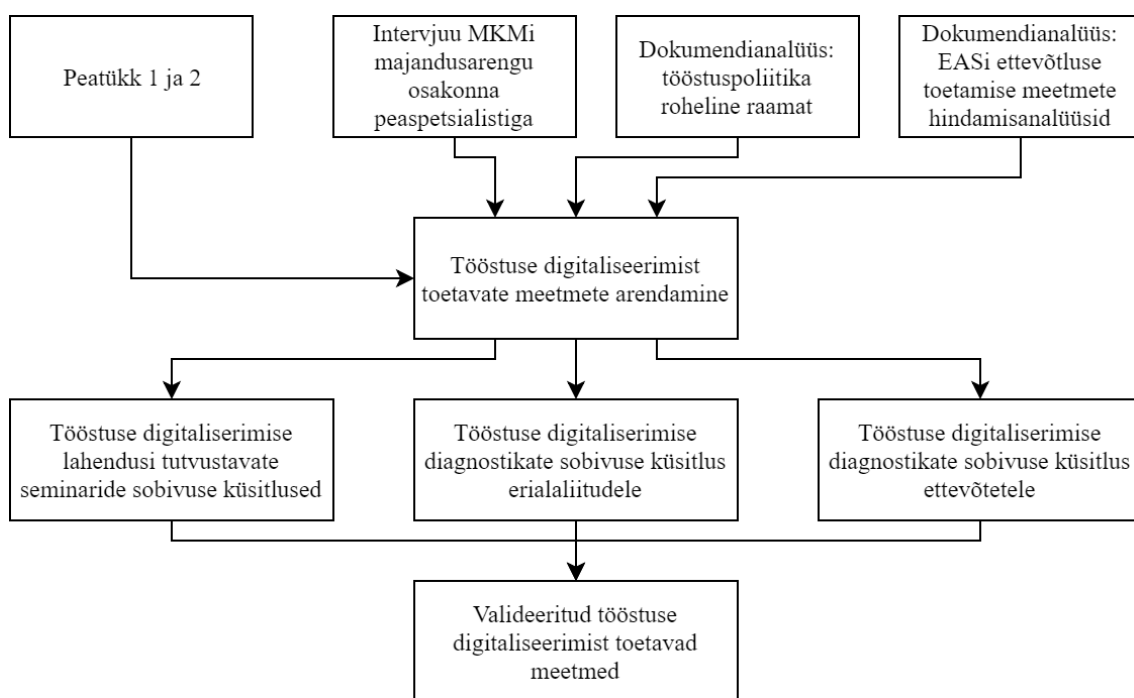 Peatükk 1 ja 2
Intervjuu MKMi
majandusarengu
osakonna
peaspetsialistiga
Dokumendianalüüs:
tööstuspoliitika
roheline raamat
Dokumendianalüüs:
EASi ettevõtluse
toetamise meetmete
hindamisanalüüsid
Tööstuse digitaliseerimist
toetavate meetmete arendamine
Tööstuse digitaliserimise
lahendusi tutvustavate
seminaride sobivuse küsitlused
Tööstuse digitaliserimise
diagnostikate sobivuse küsitlus
erialaliitudele
Tööstuse digitaliserimise
diagnostikate sobivuse küsitlus
ettevõtetele
Valideeritud tööstuse
digitaliseerimist toetavad
meetmed